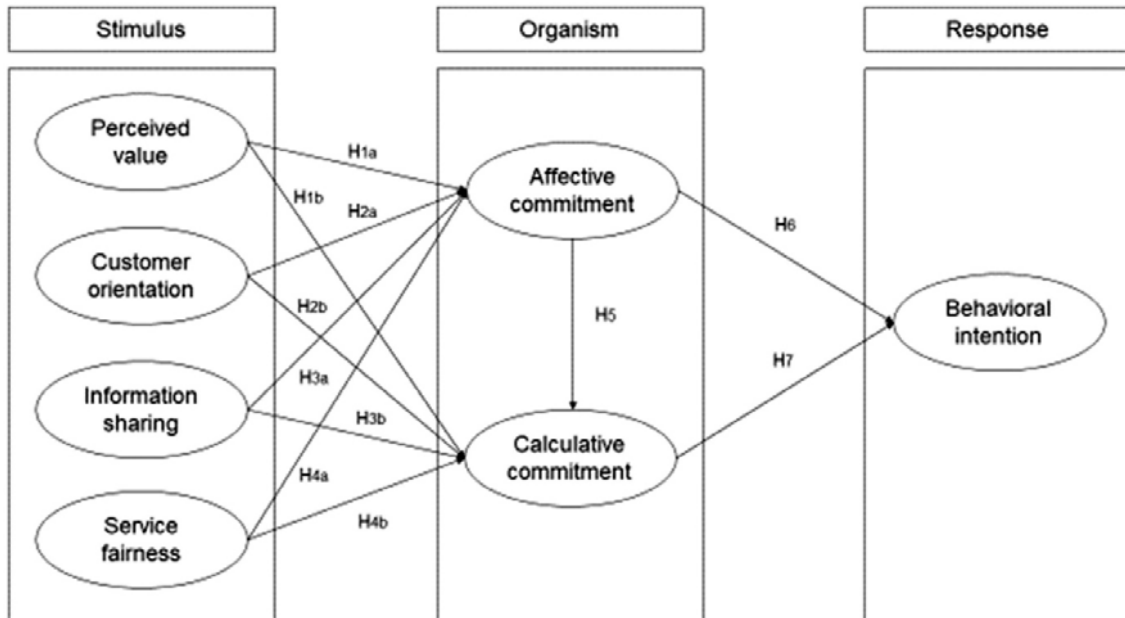 Stimulus
Organism
Response
Perceived
value
Customer
orientation
Information
sharing
Service
fairness
H1a
H1b
H2a
H2b
H3a
H3b
H4a
H4b
Affective
commitment
H5
Calculative
commitment
H6
H7
Behavioral
intention